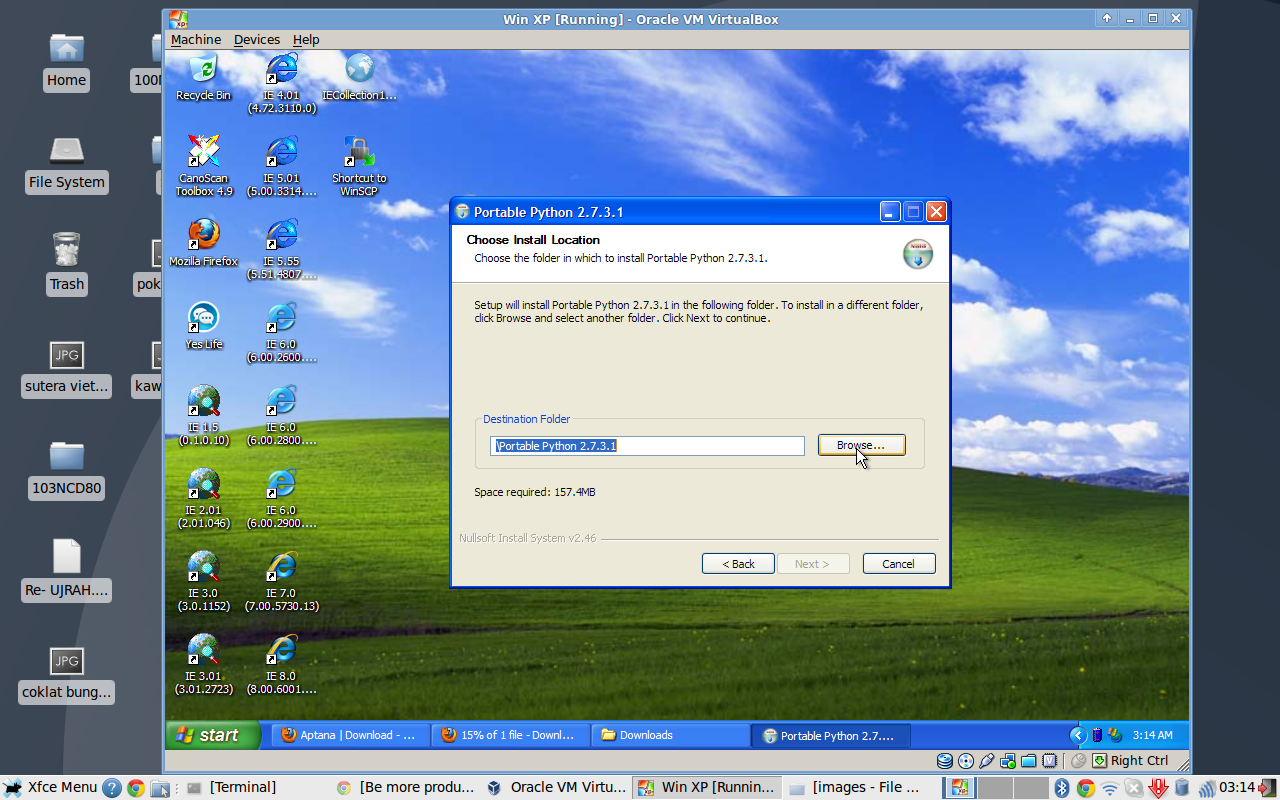 Win XP [Running] - Oracle VM VirtualBox
Machine Devices Help
Home
File System
Trash
JPG
sutera viet...
103NCD80
Re- UJRAH....
JPG
coklat bung...
100N
pok
kaw
Recycle Bin
IE 4.01
(4.72.3110.0)
IECollection1...
CanoScan
Toolbox 4.9
IE 5.01
(5.00.3314....
Shortcut to
WinSCP
Mozilla Firefox
IE 5.55
(5.51.4807....
Yes Life
IE 6.0
(6.00.2600....
IE 1.5
(0.1.0.10)
IE 6.0
(6.00.2800....
IE 2.01
(2.01.046)
IE 6.0
(6.00.2900....
IE 3.0
(3.0.1152)
IE 7.0
(7.00.5730.13)
IE 3.01
(3.01.2723)
IE 8.0
(8.00.6001....
Portable Python 2.7.3.1
Choose Install Location
Choose the folder in which to install Portable Python 2.7.3.1.
Setup will install Portable Python 2.7.3.1 in the following folder. To install in a different folder,
click Browse and select another folder. Click Next to continue.
Destination Folder
\Portable Python 2.7.3.1
Browse...
Space required: 157.4MB
Nullsoft Install System v2.46
< Back Next > Cancel
start
Aptana | Download - ...
15% of 1 file - Downl...
Downloads
Portable Python 2.7....
3:14 AM
Right Ctrl
Xfce Menu
[Terminal]
[Be more produ...
Oracle VM Virtu...
Win XP [Runnin...
[images - File ...
03:14